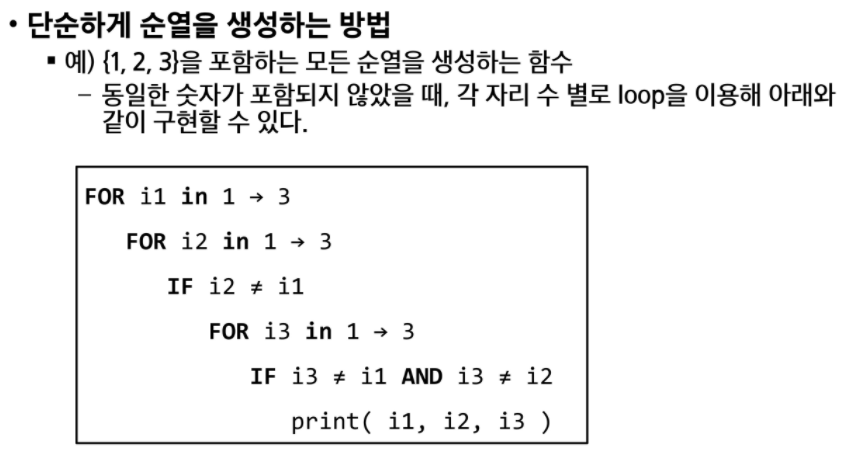 • 단순하게 순열을 생성하는 방법
▪ 예) {1, 2, 3}을 포함하는 모든 순열을 생성하는 함수
– 동일한 숫자가 포함되지 않았을 때, 각 자리 수 별로 loop을 이용해 아래와
같이 구현할 수 있다.
FOR i1 in 1 → 3
FOR i2 in 1 → 3
IF i2 ≠ i1
FOR i3 in 1 → 3
IF i3 ≠ i1 AND i3 ≠ i2
print( i1, i2, i3 )